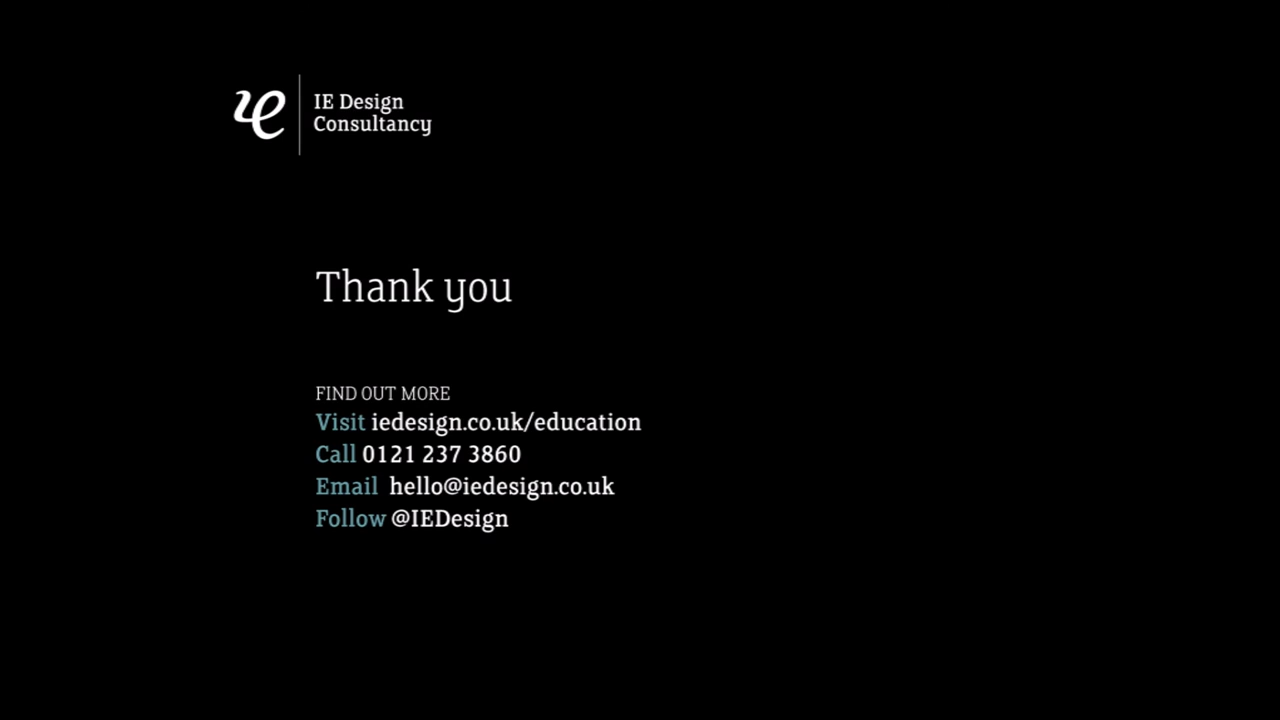 ie
IE Design
Consultancy
Thank you
FIND OUT MORE
Visit iedesign.co.uk/education
Call 0121 237 3860
Email hello@iedesign.co.uk
Follow @IEDesign